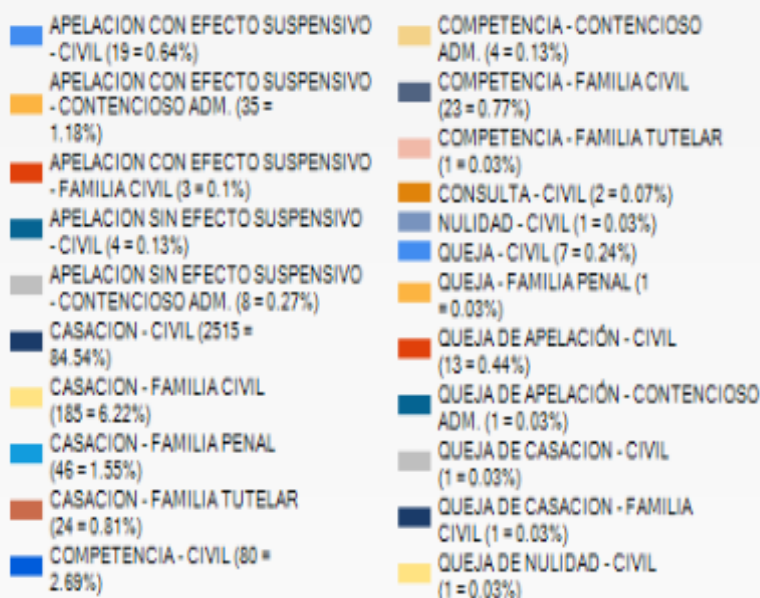 APELACION CON EFECTO SUSPENSIVO
- CIVIL (19 = 0.64%)
APELACION CON EFECTO SUSPENSIVO
- CONTENCIOSO ADM. (35 =
1.18%)
APELACION CON EFECTO SUSPENSIVO
- FAMILIA CIVIL (3 = 0.1%)
APELACION SIN EFECTO SUSPENSIVO
- CIVIL (4 = 0.13%)
APELACION SIN EFECTO SUSPENSIVO
- CONTENCIOSO ADM. (8 = 0.27%)
CASACION - CIVIL (2515 =
84.54%)
CASACION - FAMILIA CIVIL
(185 = 6.22%)
CASACION - FAMILIA PENAL
(46 = 1.55%)
CASACION - FAMILIA TUTELAR
(24 = 0.81%)
COMPETENCIA - CIVIL (80 =
2.69%)
COMPETENCIA - CONTENCIOSO
ADM. (4 = 0.13%)
COMPETENCIA - FAMILIA CIVIL
(23 = 0.77%)
COMPETENCIA - FAMILIA TUTELAR
(1 = 0.03%)
CONSULTA - CIVIL (2 = 0.07%)
NULIDAD - CIVIL (1 = 0.03%)
QUEJA - CIVIL (7 = 0.24%)
QUEJA - FAMILIA PENAL (1
= 0.03%)
QUEJA DE APELACIÓN - CIVIL
(13 = 0.44%)
QUEJA DE APELACIÓN - CONTENCIOSO
ADM. (1 = 0.03%)
QUEJA DE CASACION - CIVIL
(1 = 0.03%)
QUEJA DE CASACION - FAMILIA
CIVIL (1 = 0.03%)
QUEJA DE NULIDAD - CIVIL
(1 = 0.03%)